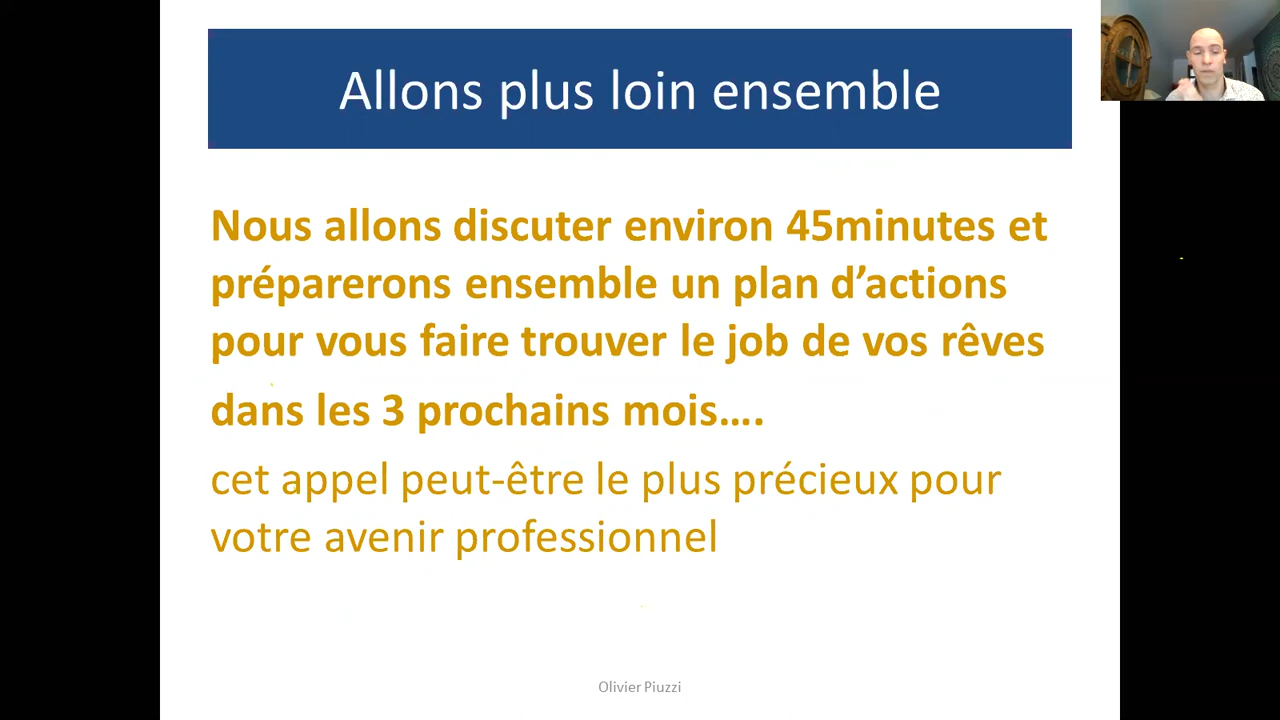 Allons plus loin ensemble
Nous allons discuter environ 45minutes et
préparerons ensemble un plan d’actions
pour vous faire trouver le job de vos rêves
dans les 3 prochains mois….
cet appel peut-être le plus précieux pour
votre avenir professionnel
Olivier Piuzzi